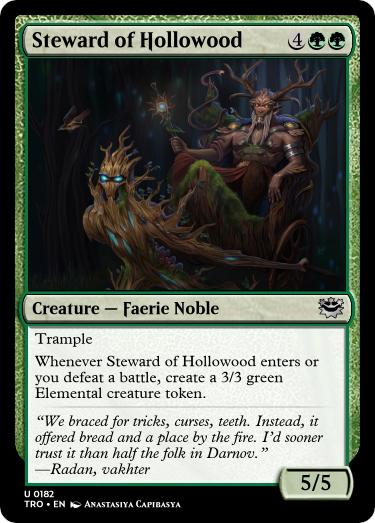 Steward of Hollowood 4
Creature — Faerie Noble
Trample
Whenever Steward of Hollowood enters or
you defeat a battle, create a 3/3 green
Elemental creature token.
“We braced for tricks, curses, teeth. Instead, it
offered bread and a place by the fire. I’d sooner
trust it than half the folk in Darnov.”
—Radan, vakhter
5/5
U 0182
TRO • EN Anastasiya Capibasya